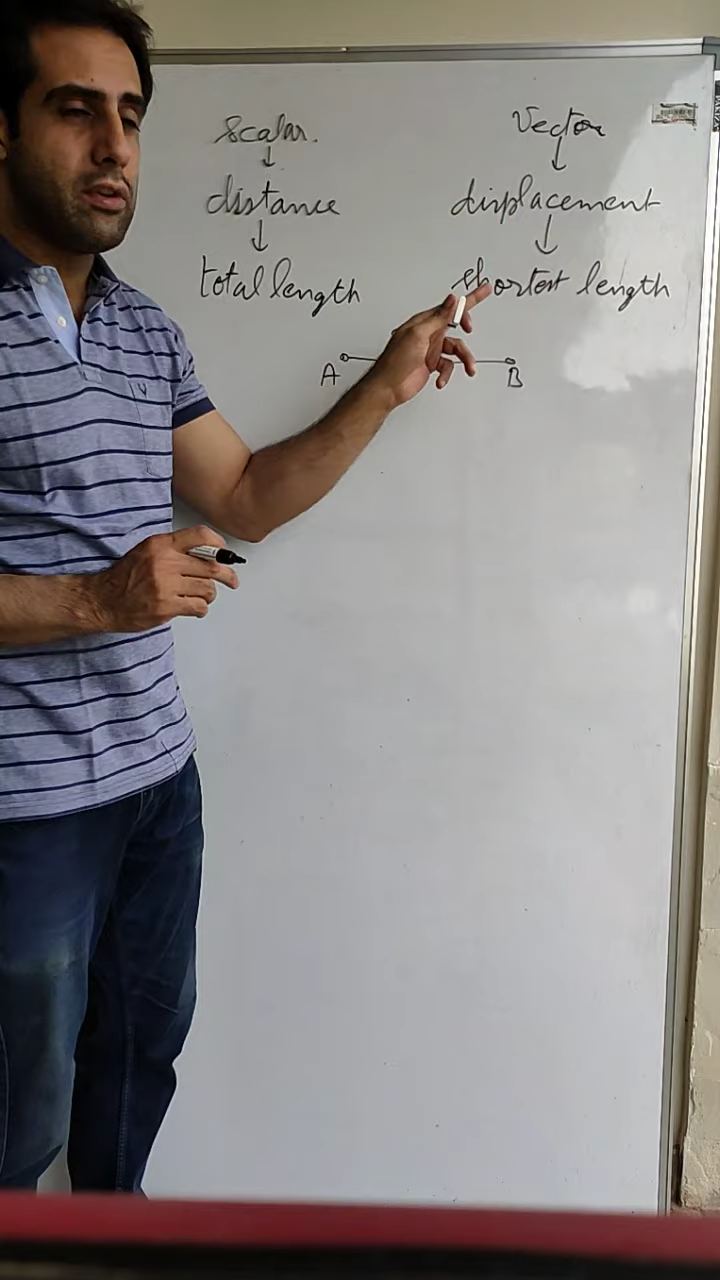 Scalar. Vector
↓ ↓
distance displacement
↓ ↓
total length shortest length
A B